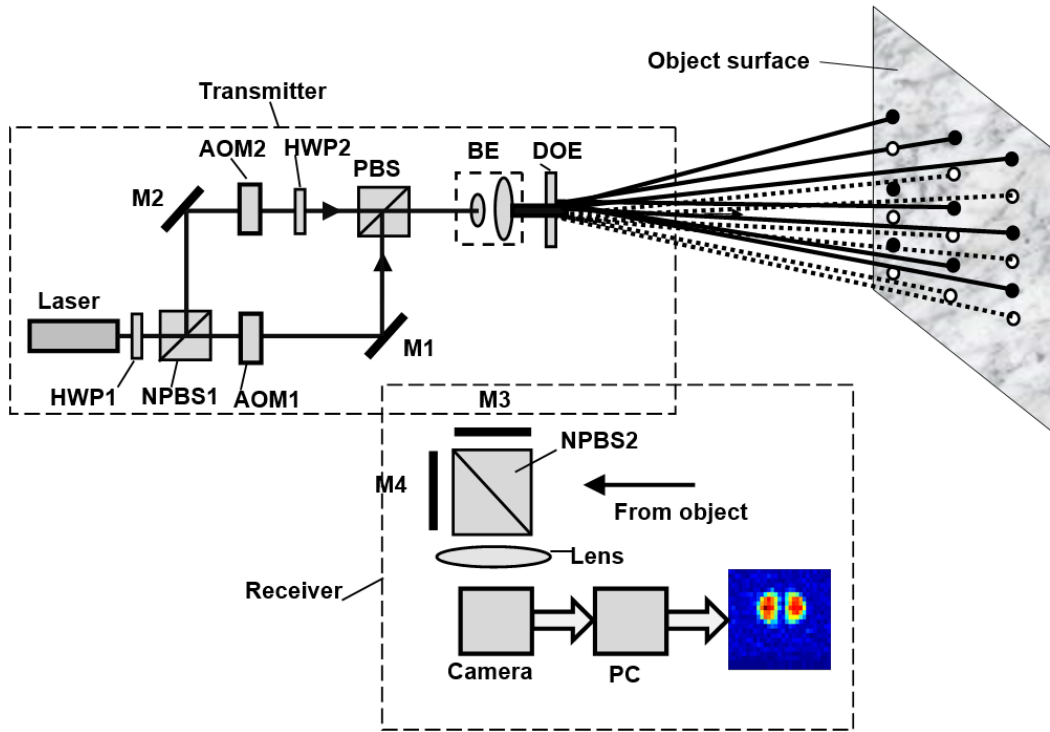 Object surface
Transmitter
AOM2
HWP2
PBS
BE
DOE
M2
Laser
HWP1
NPBS1
AOM1
M1
M3
NPBS2
M4
From object
Lens
Receiver
Camera
PC